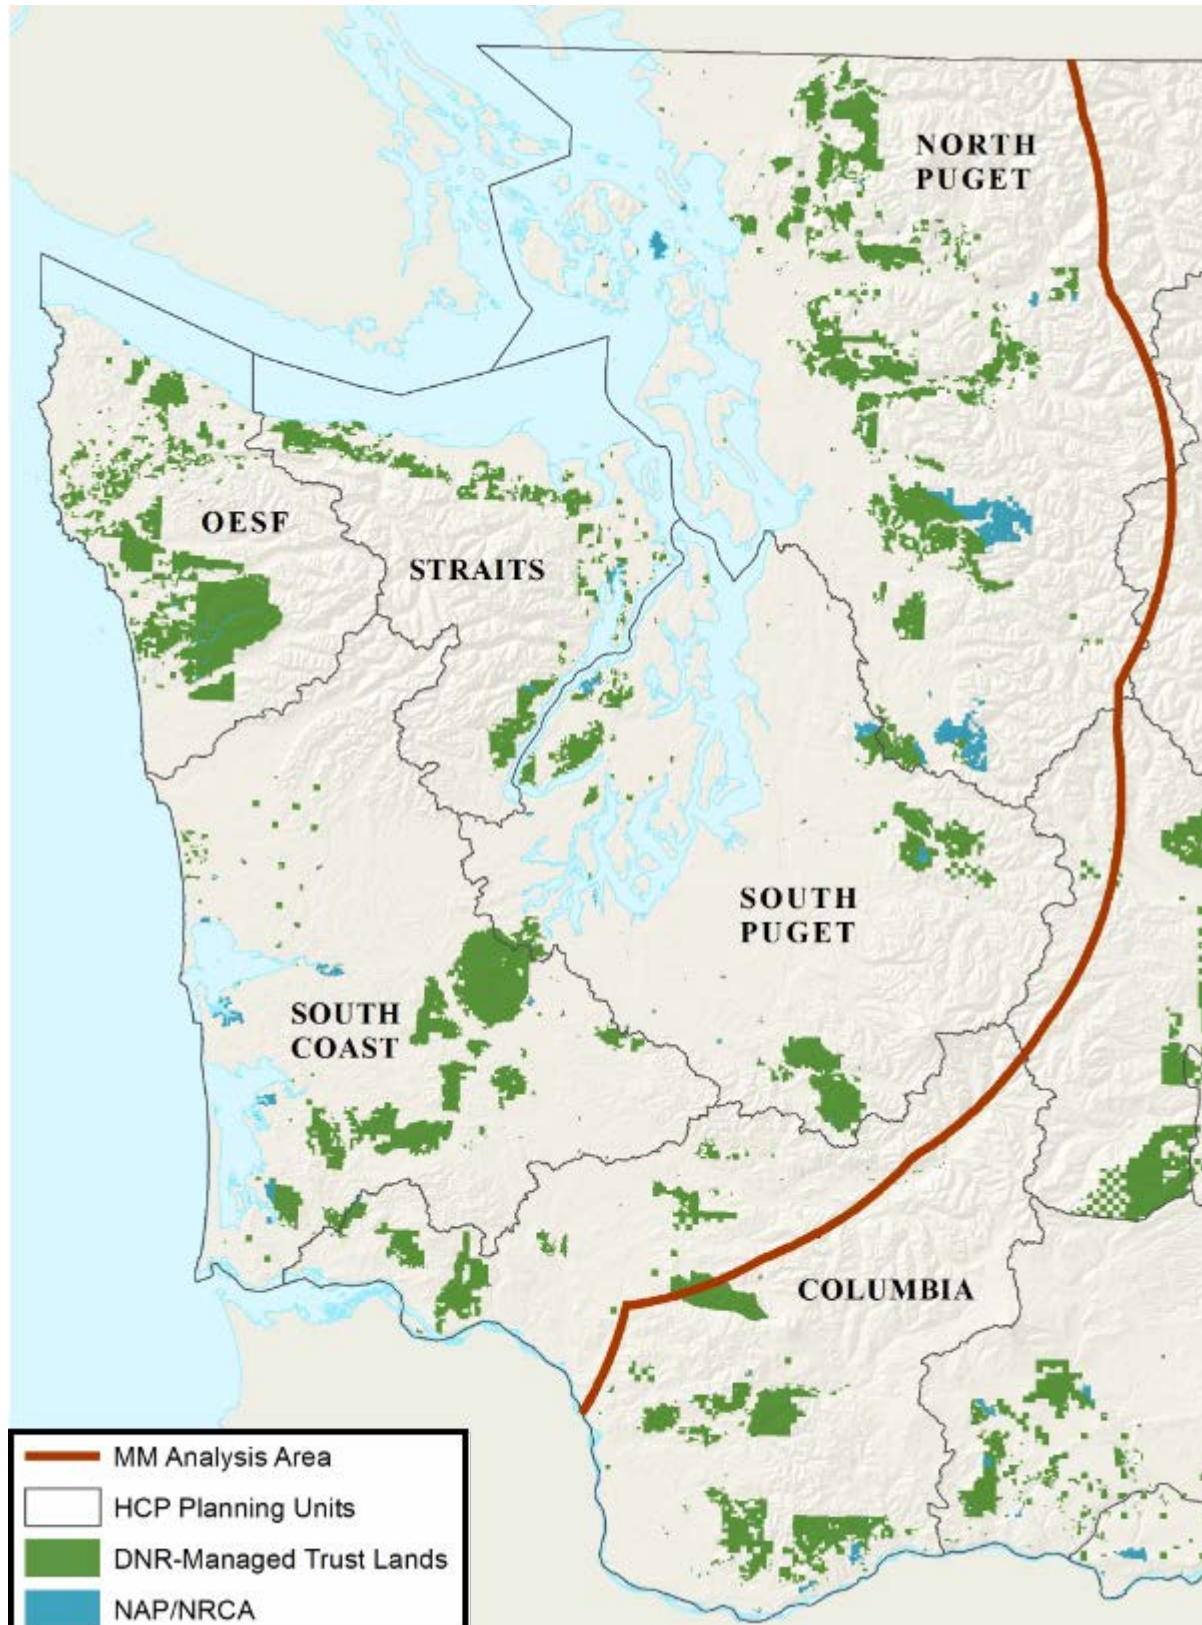 NORTH
PUGET
OESF
STRAITS
SOUTH
PUGET
SOUTH
COAST
COLUMBIA
MM Analysis Area
HCP Planning Units
DNR-Managed Trust Lands
NAP/NRCA